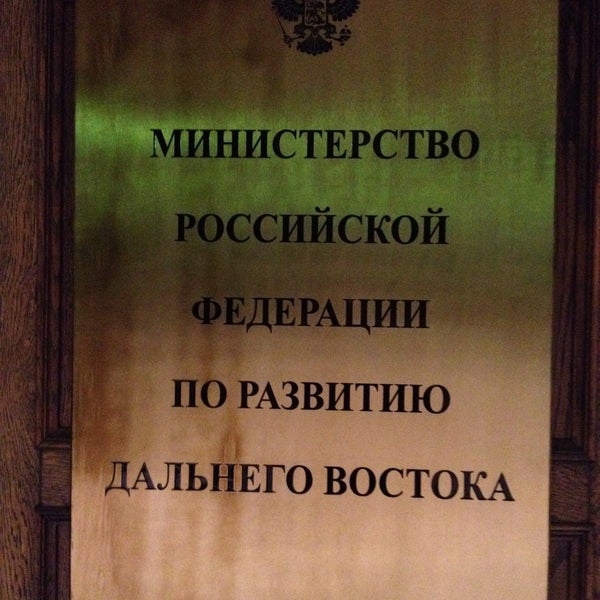 МИНИСТЕРСТВО
РОССИЙСКОЙ
ФЕДЕРАЦИИ
ПО РАЗВИТИЮ
ДАЛЬНЕГО ВОСТОКА